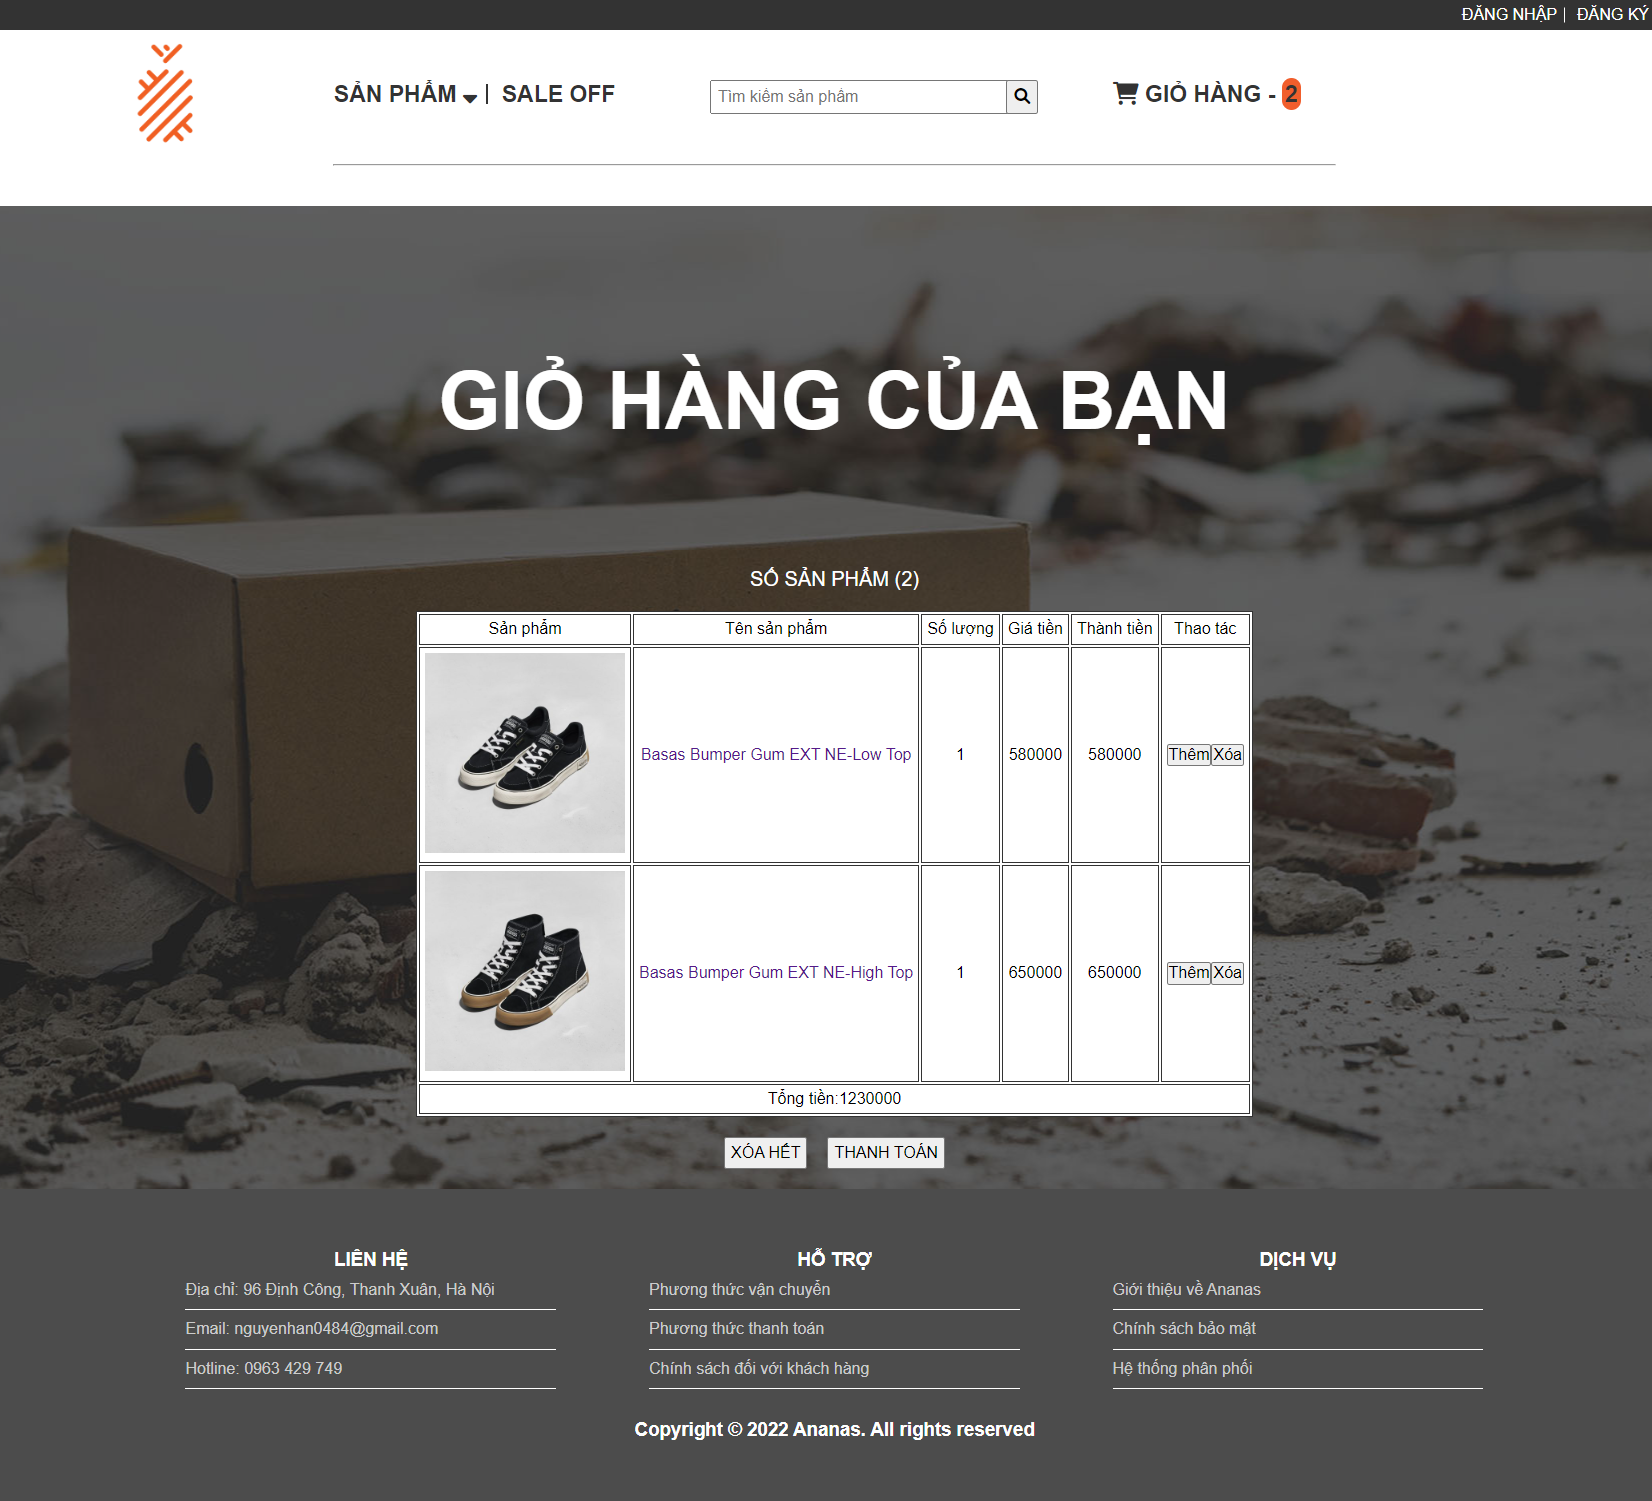 ĐĂNG NHẬP | ĐĂNG KÝ
SẢN PHẨM | SALE OFF
Tìm kiếm sản phẩm
GIỎ HÀNG - 2
GIỎ HÀNG CỦA BẠN
SỐ SẢN PHẨM (2)
Sản phẩm Tên sản phẩm Số lượng Giá tiền Thành tiền Thao tác
Basas Bumper Gum EXT NE-Low Top 1 580000 580000 Thêm Xóa
Basas Bumper Gum EXT NE-High Top 1 650000 650000 Thêm Xóa
Tổng tiền:1230000
XÓA HẾT THANH TOÁN
LIÊN HỆ
Địa chỉ: 96 Định Công, Thanh Xuân, Hà Nội
Email: nguyenhan0484@gmail.com
Hotline: 0963 429 749
HỖ TRỢ
Phương thức vận chuyển
Phương thức thanh toán
Chính sách đối với khách hàng
DỊCH VỤ
Giới thiệu về Ananas
Chính sách bảo mật
Hệ thống phân phối
Copyright © 2022 Ananas. All rights reserved